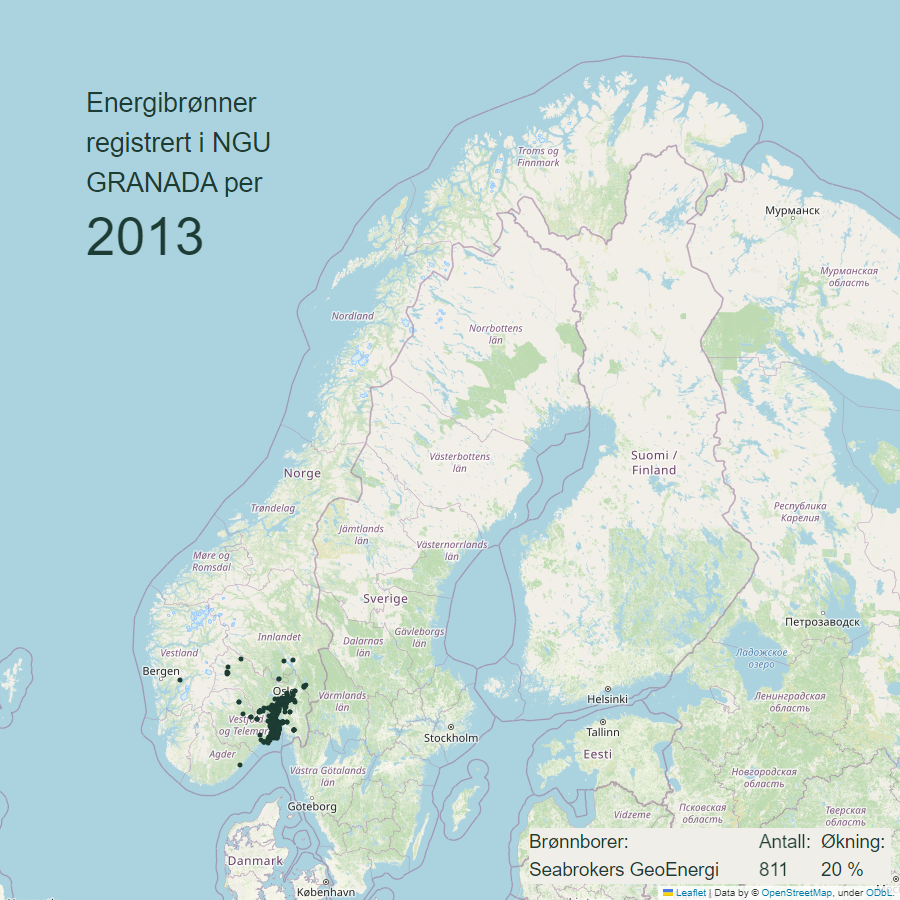 Energibrønner
registrert i NGU
GRANADA per
2013
Troms og
Finnmark
Мурманск
Мурманская
область
Nordland
Norrbottens
län
Västerbottens
län
Suomi /
Finland
Norge
Trøndelag
Jämtlands
län
Västernorrlands
län
Республика
Карелия
Møre og
Romsdal
Sverige
Петрозаводск
Innlandet
Dalarnas
län
Gävleborgs
län
Vestland
Ладожское
озеро
Bergen
Oslo
Värmlands
län
Helsinki
Ленинградская
область
Vestfold
og Telemark
Stockholm
Tallinn
Eesti
Agder
Västra Götalands
län
Новгородская
область
Göteborg
Vidzeme
Псковская
область
Тверская
область
Danmark
København
Brønnborer: Antall: Økning:
Seabrokers GeoEnergi 811 20 %
Leaflet | Data by © OpenStreetMap, under ODbL.